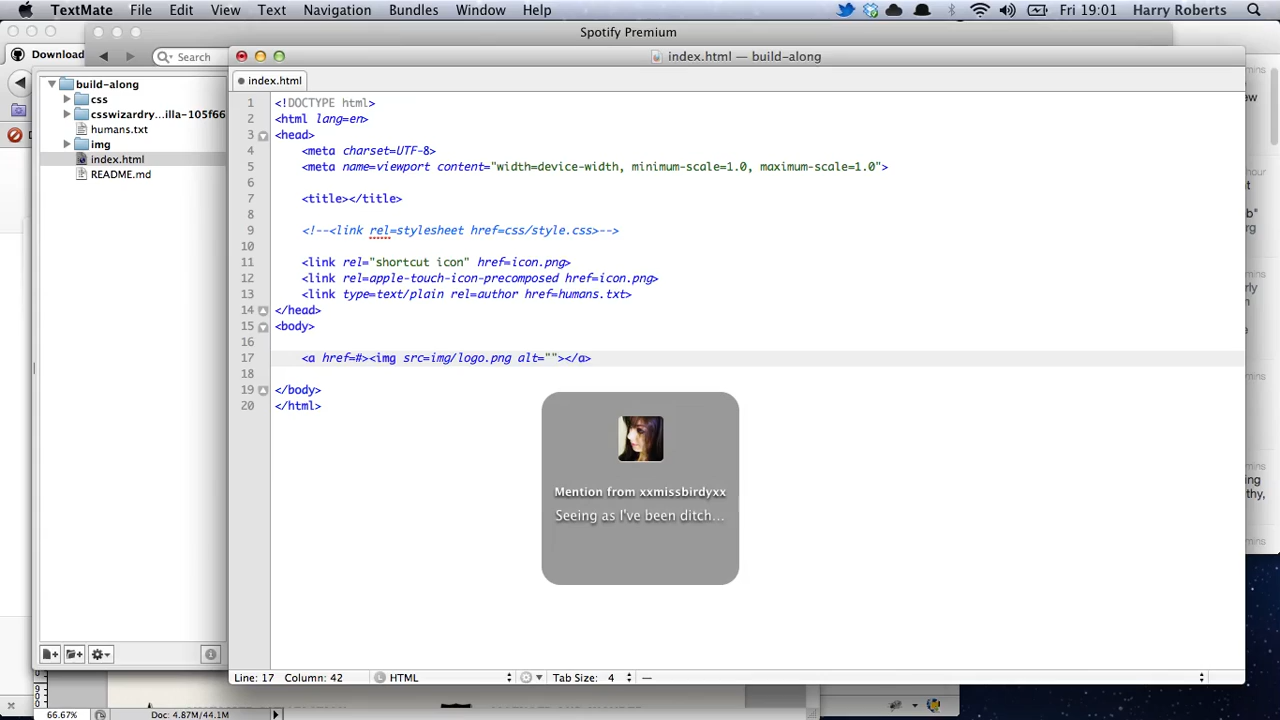 TextMate File Edit View Text Navigation Bundles Window Help Fri 19:01 Harry Roberts
Spotify Premium
Download
Search
index.html — build-along
build-along
css
csswizardry...illa-105f66
humans.txt
img
index.html
README.md
index.html
1 <!DOCTYPE html>
2 <html lang=en>
3 <head>
4 <meta charset=UTF-8>
5 <meta name=viewport content="width=device-width, minimum-scale=1.0, maximum-scale=1.0">
6
7 <title></title>
8
9 <!--<link rel=stylesheet href=css/style.css>-->
10
11 <link rel="shortcut icon" href=icon.png>
12 <link rel=apple-touch-icon-precomposed href=icon.png>
13 <link type=text/plain rel=author href=humans.txt>
14 </head>
15 <body>
16
17 <a href=#><img src=img/logo.png alt=""></a>
18
19 </body>
20 </html>
Mention from xxmissbirdyxx
Seeing as I've been ditch...
Line: 17 Column: 42 HTML Tab Size: 4 —
66.67% Doc: 4.87M/44.1M